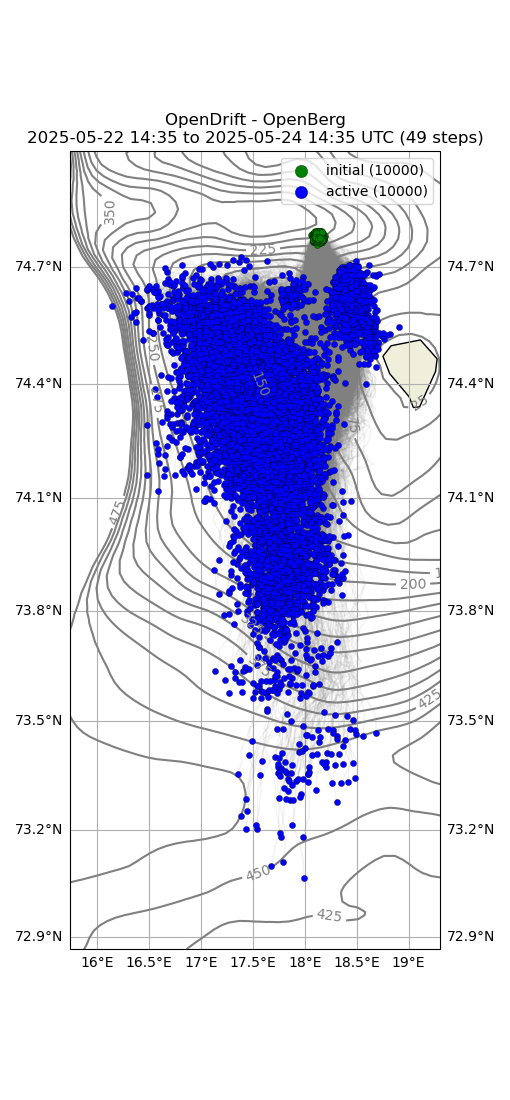 OpenDrift - OpenBerg
2025-05-22 14:35 to 2025-05-24 14:35 UTC (49 steps)
initial (10000)
active (10000)
350
225
74.7°N
74.7°N
150
74.4°N
74.4°N
475
74.1°N
74.1°N
200
73.8°N
73.8°N
425
73.5°N
73.5°N
73.2°N
73.2°N
450
425
72.9°N
72.9°N
16°E
16.5°E
17°E
17.5°E
18°E
18.5°E
19°E